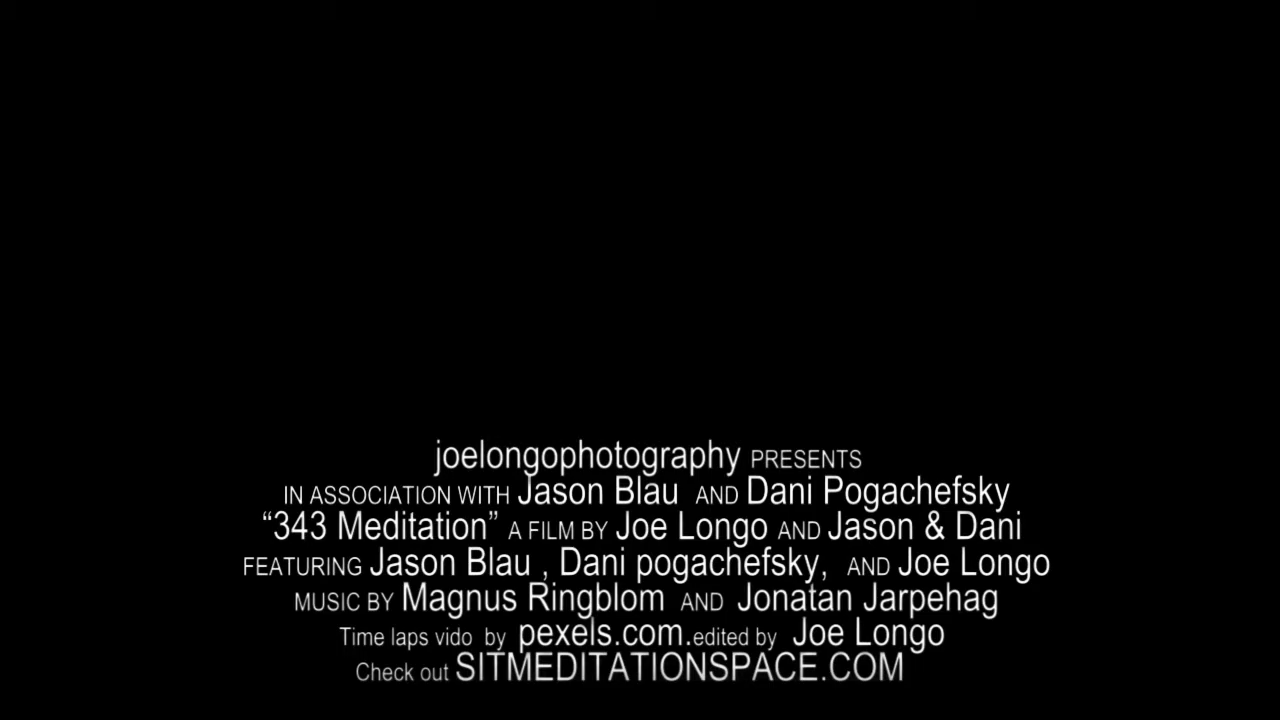 joelongophotography PRESENTS
IN ASSOCIATION WITH Jason Blau AND Dani Pogachefsky
“343 Meditation” A FILM BY Joe Longo AND Jason & Dani
FEATURING Jason Blau , Dani pogachefsky, AND Joe Longo
MUSIC BY Magnus Ringblom AND Jonatan Jarpehag
Time laps vido by pexels.com.edited by Joe Longo
Check out SITMEDITATIONSPACE.COM